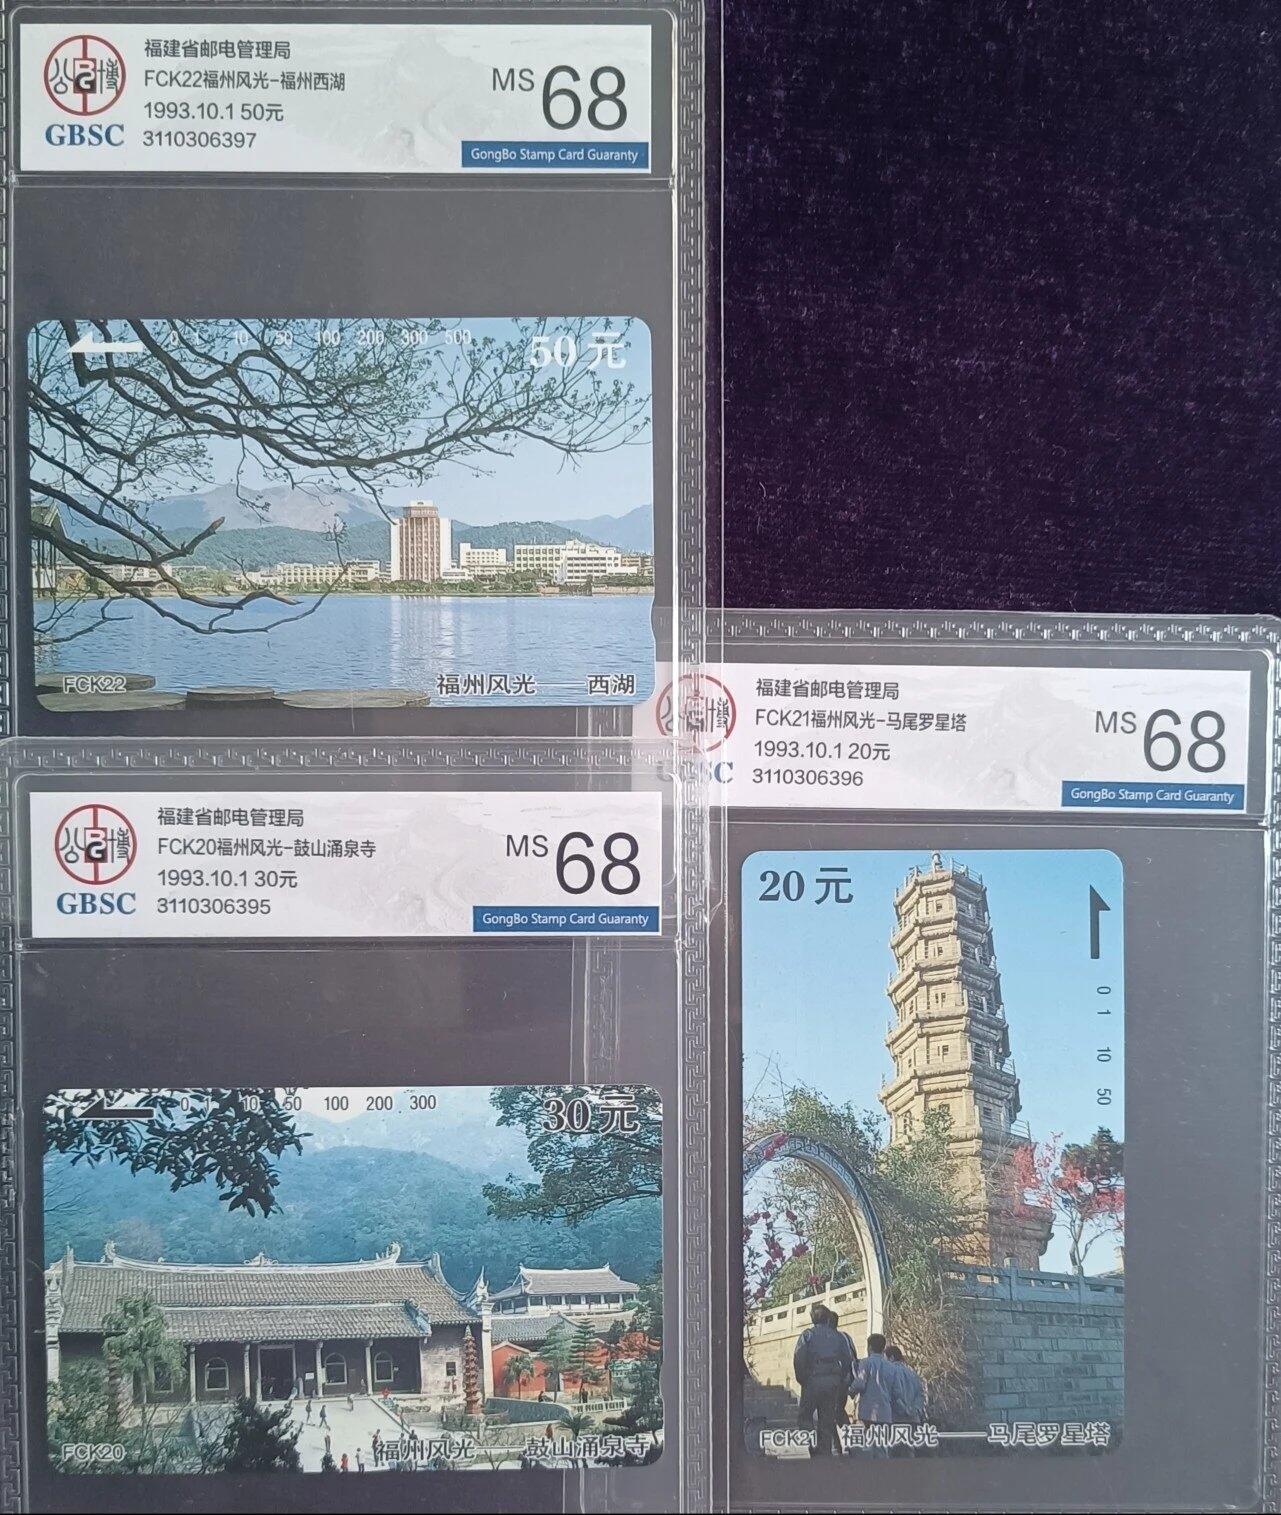 福建省邮电管理局
FCK22福州风光-福州西湖
1993.10.1 50元
3110306397
GBSC
公博
BG
MS 68
GongBo Stamp Card Guaranty
0 1 10 50 100 200 300 500
50元
FCK22
福州风光——西湖
福建省邮电管理局
FCK20福州风光-鼓山涌泉寺
1993.10.1 30元
3110306395
GBSC
公博
BG
MS 68
GongBo Stamp Card Guaranty
0 1 10 50 100 200 300
30元
FCK20
福州风光——鼓山涌泉寺
福建省邮电管理局
FCK21福州风光-马尾罗星塔
1993.10.1 20元
3110306396
MS 68
GongBo Stamp Card Guaranty
20元
0 1 10 50
FCK21
福州风光——马尾罗星塔